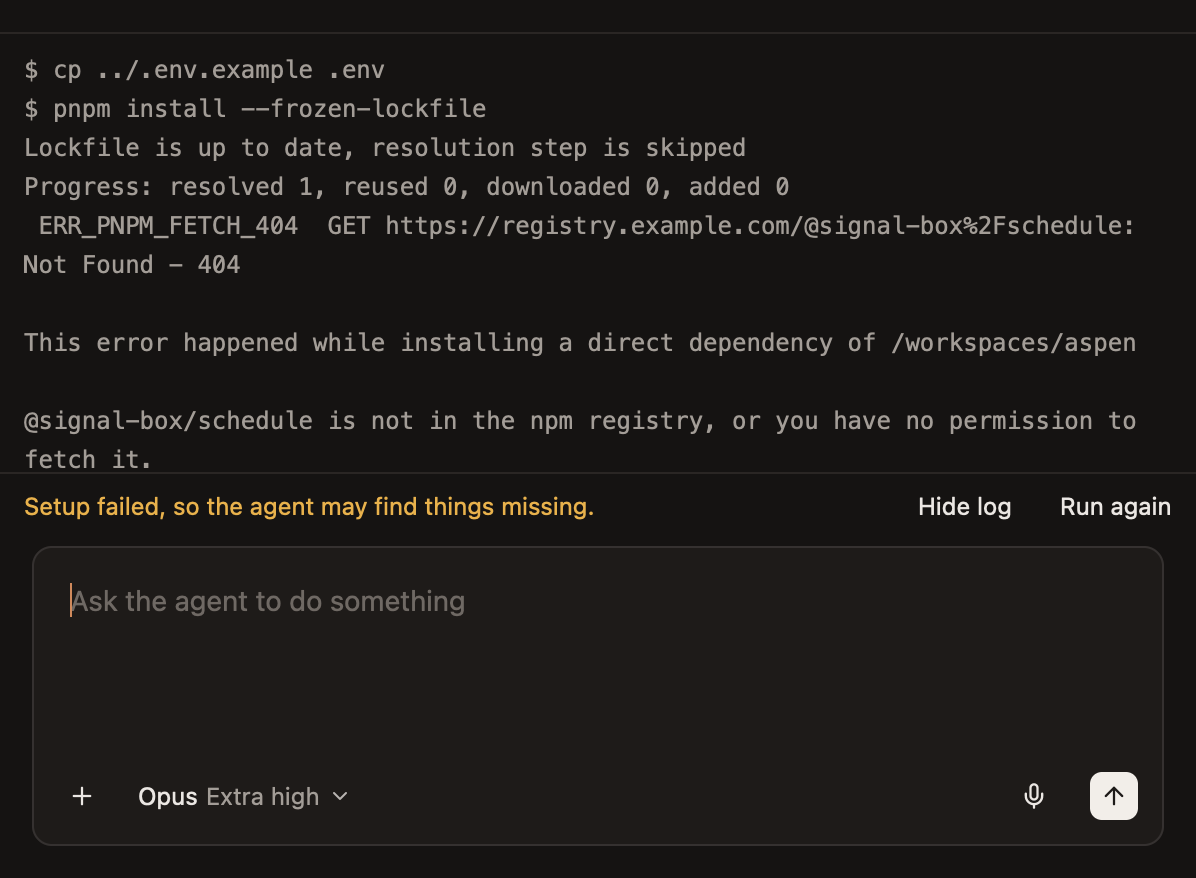 $ cp ../.env.example .env
$ pnpm install --frozen-lockfile
Lockfile is up to date, resolution step is skipped
Progress: resolved 1, reused 0, downloaded 0, added 0
 ERR_PNPM_FETCH_404  GET https://registry.example.com/@signal-box%2Fschedule:
Not Found - 404
This error happened while installing a direct dependency of /workspaces/aspen
@signal-box/schedule is not in the npm registry, or you have no permission to
fetch it.
Setup failed, so the agent may find things missing. Hide log Run again
Ask the agent to do something
Opus Extra high